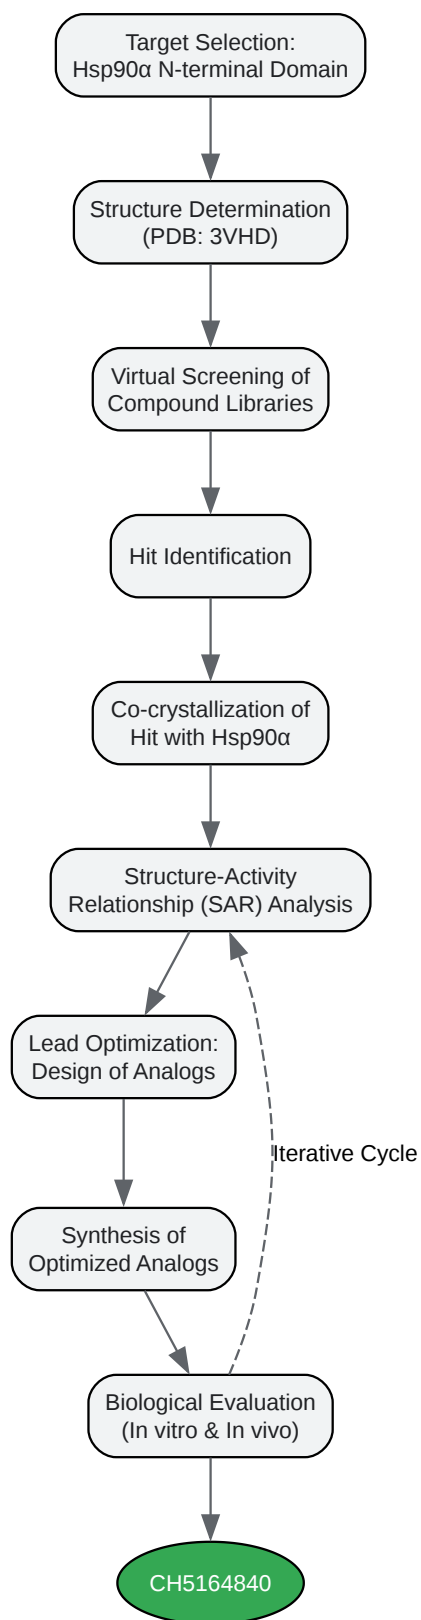 Target Selection:
Hsp90α N-terminal Domain
Structure Determination
(PDB: 3VHD)
Virtual Screening of
Compound Libraries
Hit Identification
Co-crystallization of
Hit with Hsp90α
Structure-Activity
Relationship (SAR) Analysis
Lead Optimization:
Design of Analogs
Iterative Cycle
Synthesis of
Optimized Analogs
Biological Evaluation
(In vitro & In vivo)
CH5164840